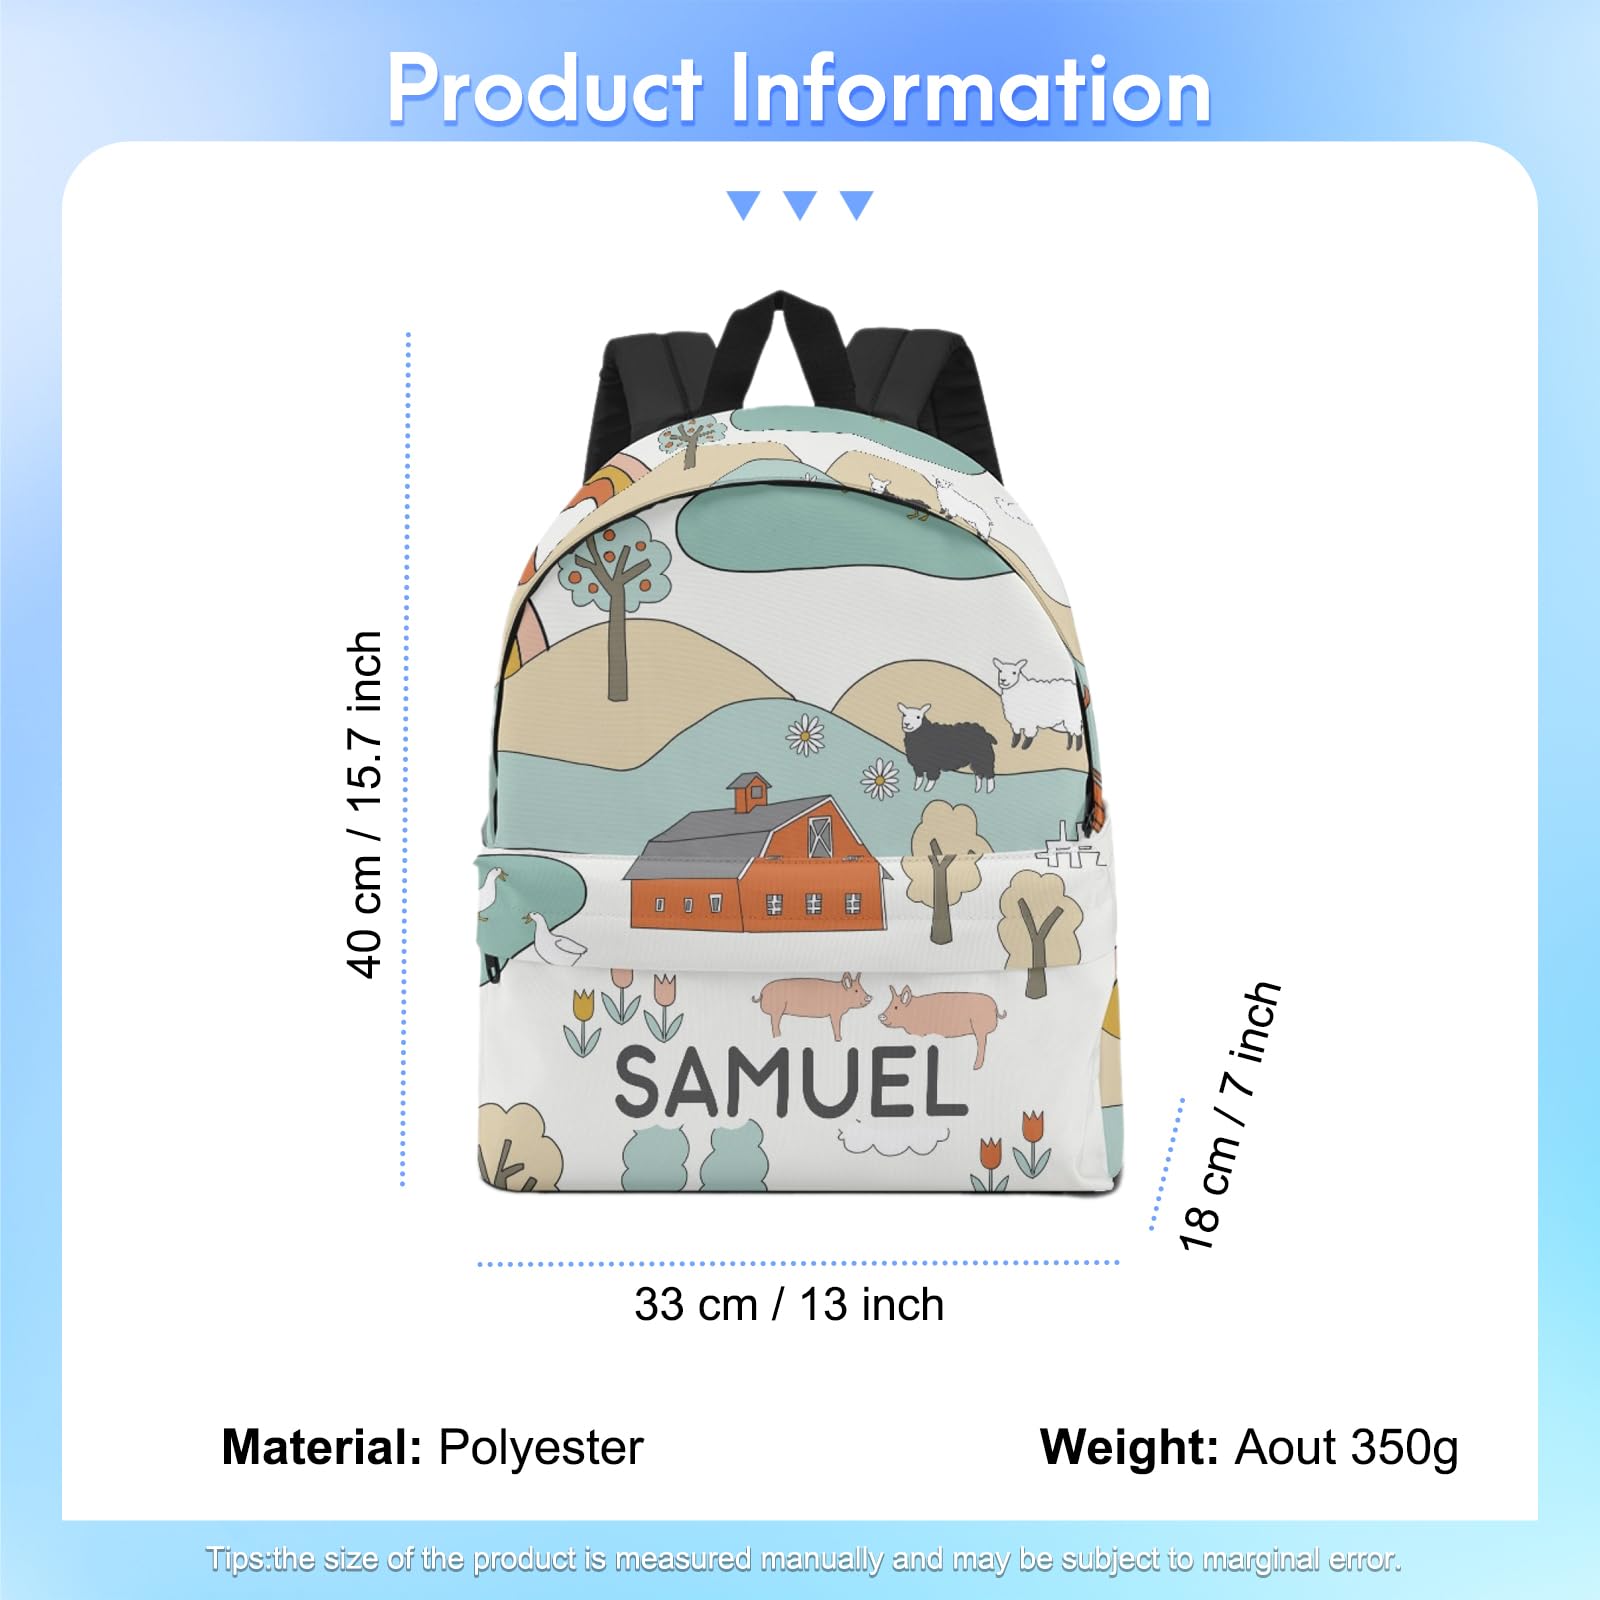 Product Information
40 cm / 15.7 inch
SAMUEL
18 cm / 7 inch
33 cm / 13 inch
Material: Polyester
Weight: Aout 350g
Tips:the size of the product is measured manually and may be subject to marginal error.